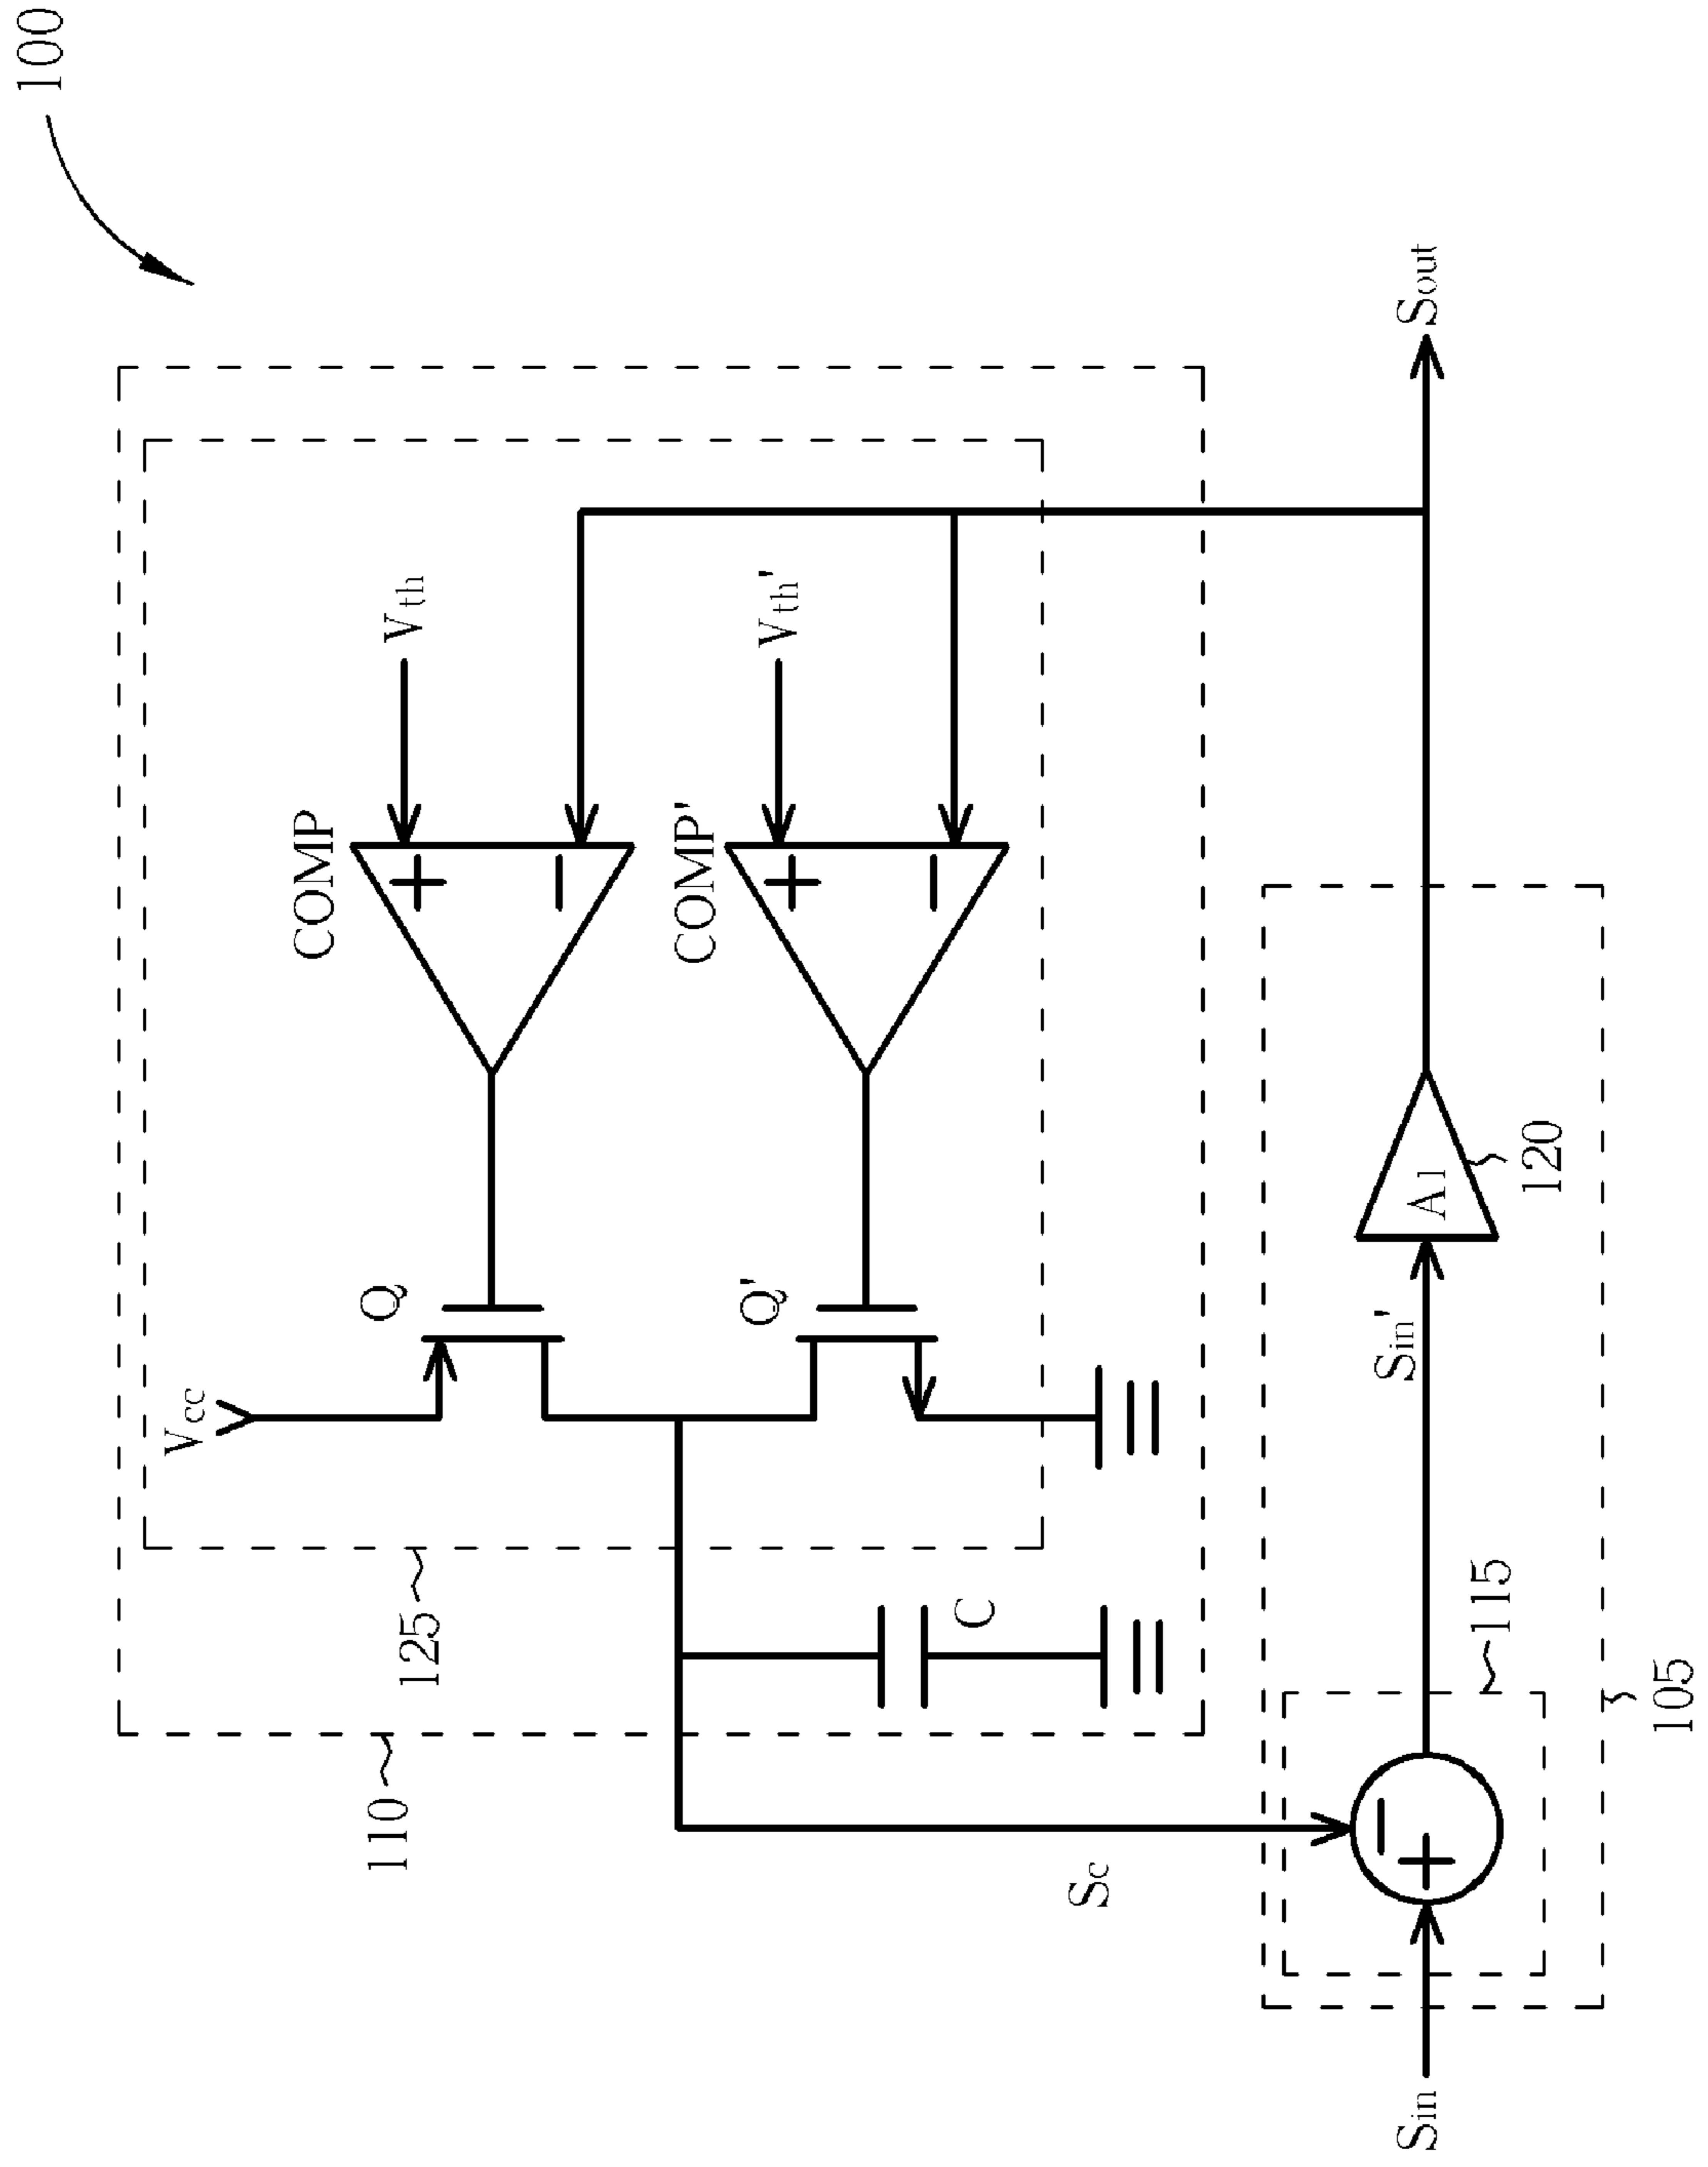 100
110
125
Vcc
Q
COMP
Vth
Q'
COMP'
Vth'
C
Sc
Sin
115
105
Sin'
A1
120
Sout
+
−
+
−
−
+